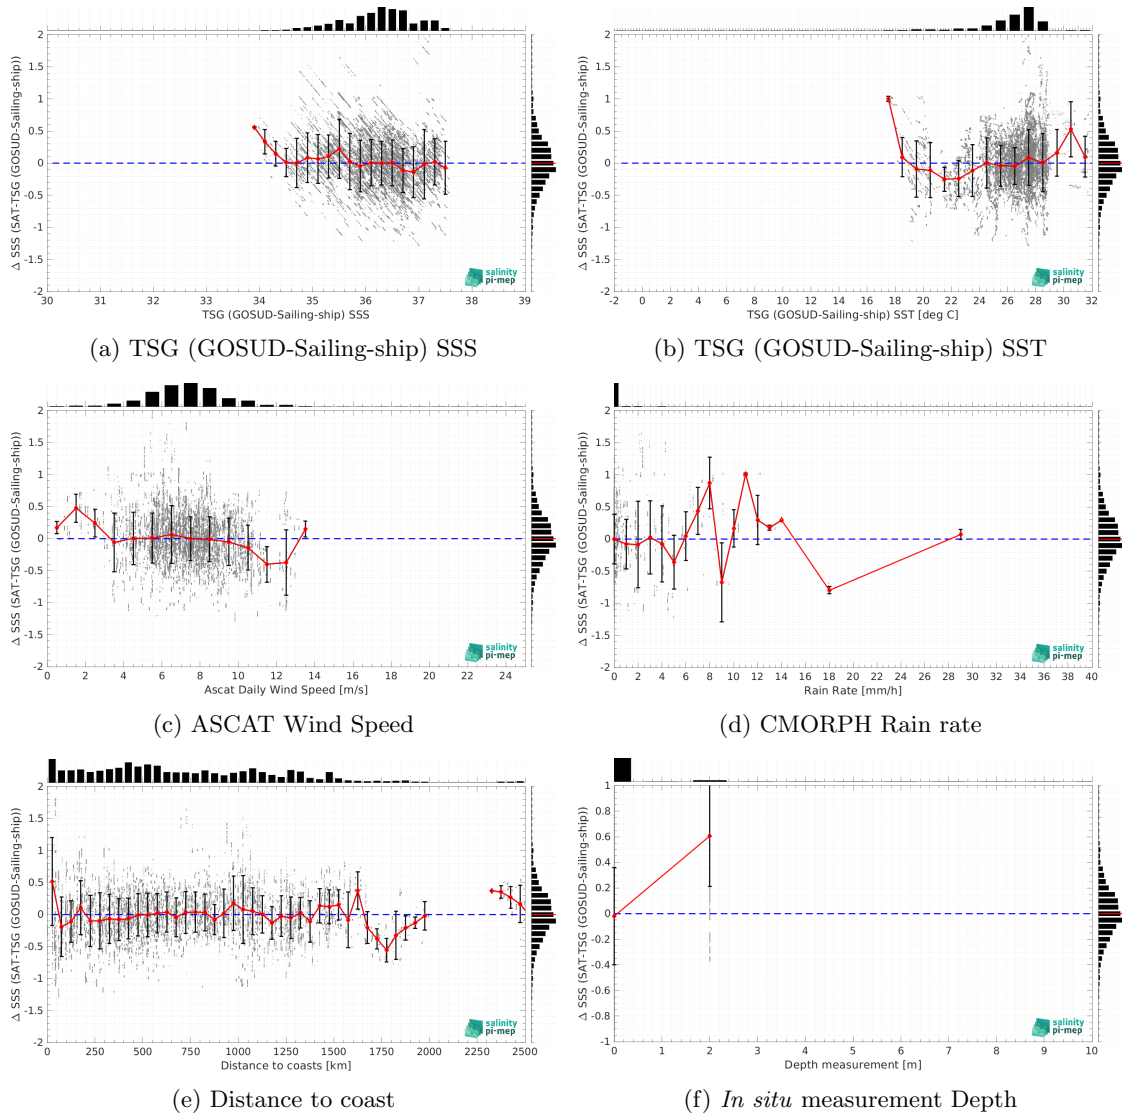 Δ SSS (SAT-TSG (GOSUD-Sailing-ship))
2
1.5
1
0.5
0
-0.5
-1
-1.5
-2
30 31 32 33 34 35 36 37 38 39
TSG (GOSUD-Sailing-ship) SSS
salinity
pi-mep
(a) TSG (GOSUD-Sailing-ship) SSS
Δ SSS (SAT-TSG (GOSUD-Sailing-ship))
2
1.5
1
0.5
0
-0.5
-1
-1.5
-2
-2 0 2 4 6 8 10 12 14 16 18 20 22 24 26 28 30 32
TSG (GOSUD-Sailing-ship) SST [deg C]
salinity
pi-mep
(b) TSG (GOSUD-Sailing-ship) SST
Δ SSS (SAT-TSG (GOSUD-Sailing-ship))
2
1.5
1
0.5
0
-0.5
-1
-1.5
-2
0 2 4 6 8 10 12 14 16 18 20 22 24
Ascat Daily Wind Speed [m/s]
salinity
pi-mep
(c) ASCAT Wind Speed
Δ SSS (SAT-TSG (GOSUD-Sailing-ship))
2
1.5
1
0.5
0
-0.5
-1
-1.5
-2
0 2 4 6 8 10 12 14 16 18 20 22 24 26 28 30 32 34 36 38 40
Rain Rate [mm/h]
salinity
pi-mep
(d) CMORPH Rain rate
Δ SSS (SAT-TSG (GOSUD-Sailing-ship))
2
1.5
1
0.5
0
-0.5
-1
-1.5
-2
0 250 500 750 1000 1250 1500 1750 2000 2250 2500
Distance to coasts [km]
salinity
pi-mep
(e) Distance to coast
Δ SSS (SAT-TSG (GOSUD-Sailing-ship))
1
0.8
0.6
0.4
0.2
0
-0.2
-0.4
-0.6
-0.8
-1
0 1 2 3 4 5 6 7 8 9 10
Depth measurement [m]
salinity
pi-mep
(f) In situ measurement Depth